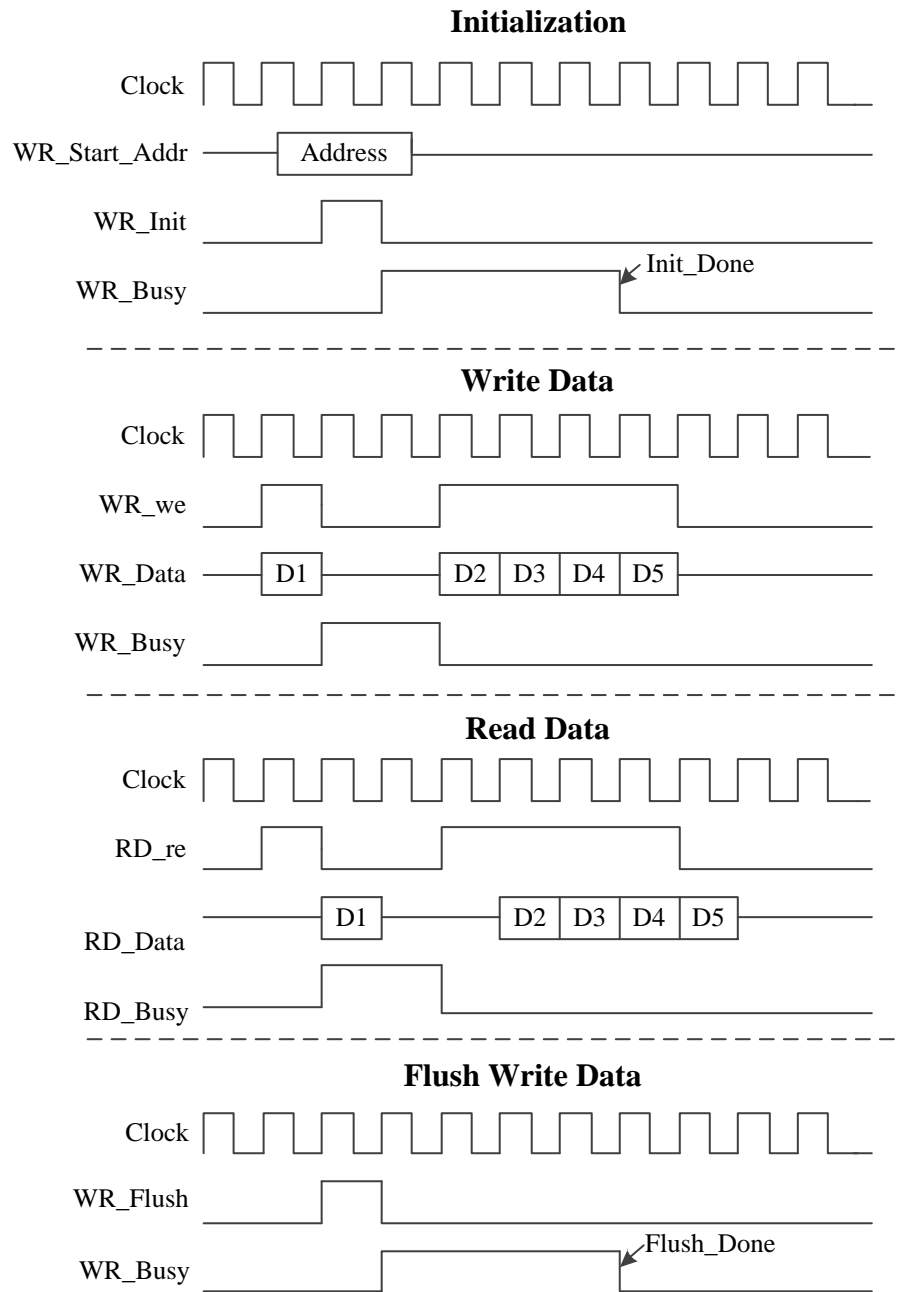 Initialization
Clock
WR_Start_Addr Address
WR_Init
Init_Done
WR_Busy
Write Data
Clock
WR_we
WR_Data D1 D2 D3 D4 D5
WR_Busy
Read Data
Clock
RD_re
D1 D2 D3 D4 D5
RD_Data
RD_Busy
Flush Write Data
Clock
WR_Flush
Flush_Done
WR_Busy